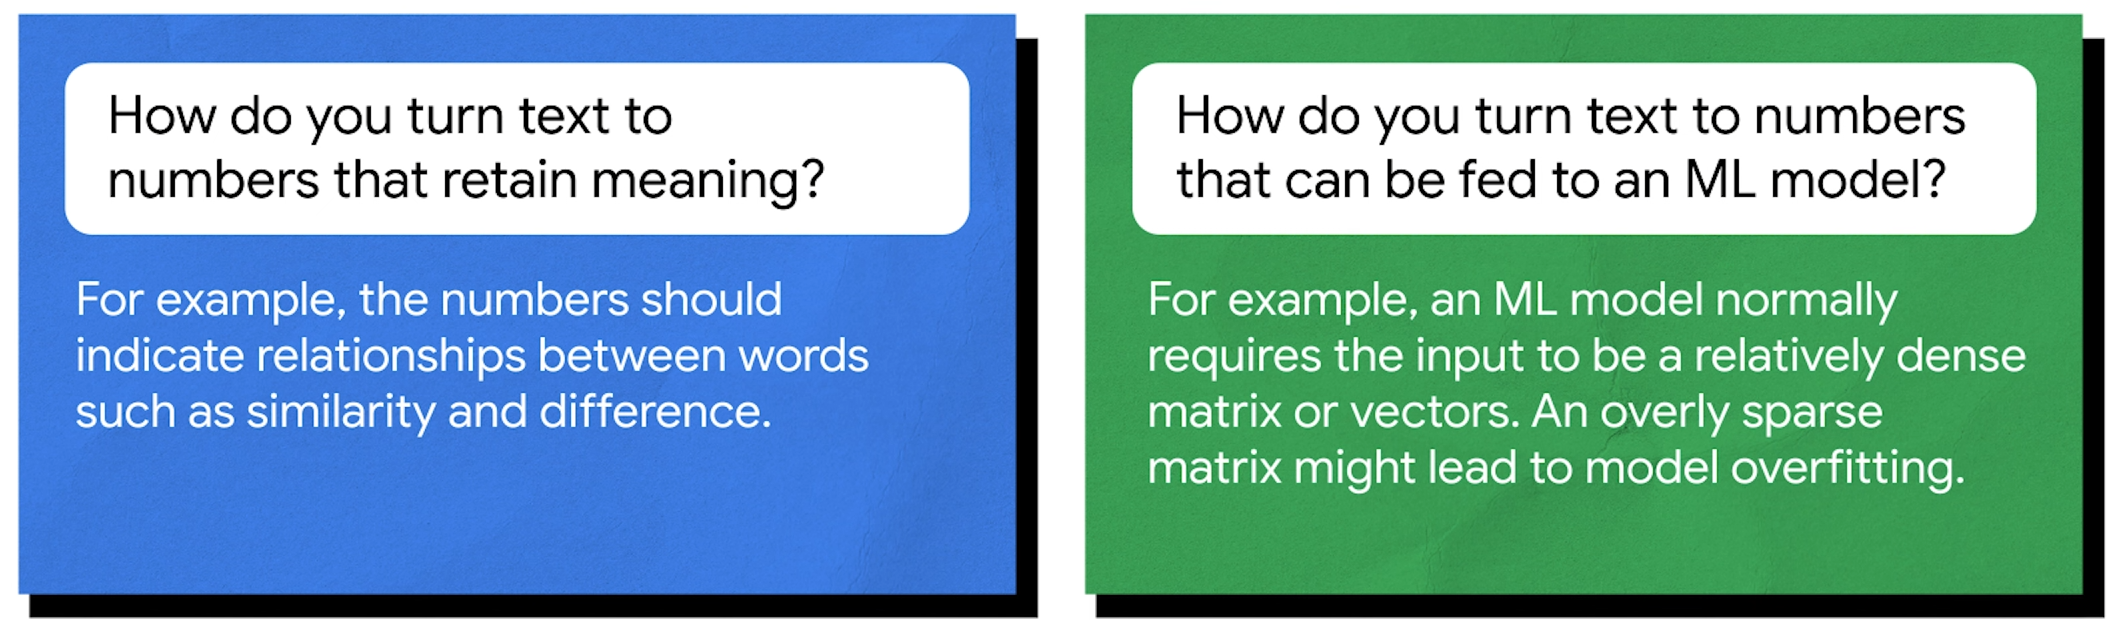 How do you turn text to
numbers that retain meaning?
For example, the numbers should
indicate relationships between words
such as similarity and difference.
How do you turn text to numbers
that can be fed to an ML model?
For example, an ML model normally
requires the input to be a relatively dense
matrix or vectors. An overly sparse
matrix might lead to model overfitting.